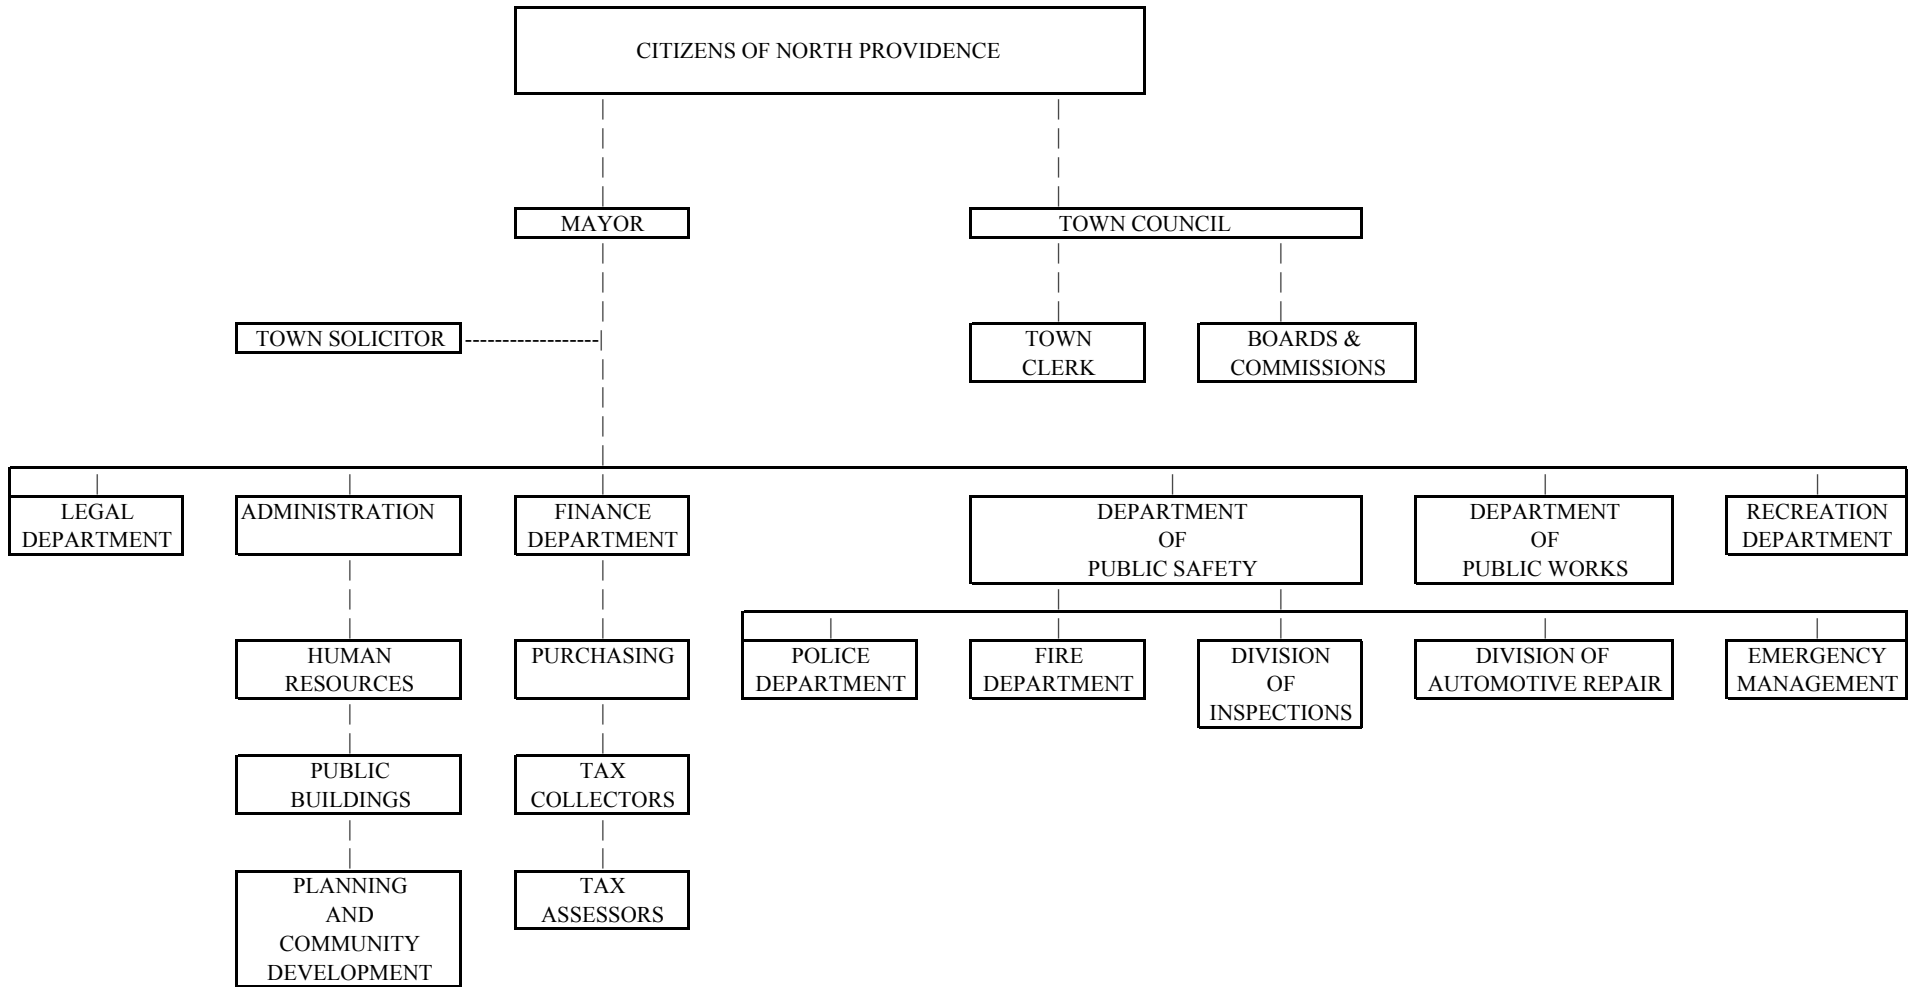 CITIZENS OF NORTH PROVIDENCE
MAYOR
TOWN COUNCIL
TOWN SOLICITOR
TOWN
CLERK
BOARDS &
COMMISSIONS
LEGAL
DEPARTMENT
ADMINISTRATION
FINANCE
DEPARTMENT
DEPARTMENT
OF
PUBLIC SAFETY
DEPARTMENT
OF
PUBLIC WORKS
RECREATION
DEPARTMENT
HUMAN
RESOURCES
PURCHASING
POLICE
DEPARTMENT
FIRE
DEPARTMENT
DIVISION
OF
INSPECTIONS
DIVISION OF
AUTOMOTIVE REPAIR
EMERGENCY
MANAGEMENT
PUBLIC
BUILDINGS
TAX
COLLECTORS
PLANNING
AND
COMMUNITY
DEVELOPMENT
TAX
ASSESSORS